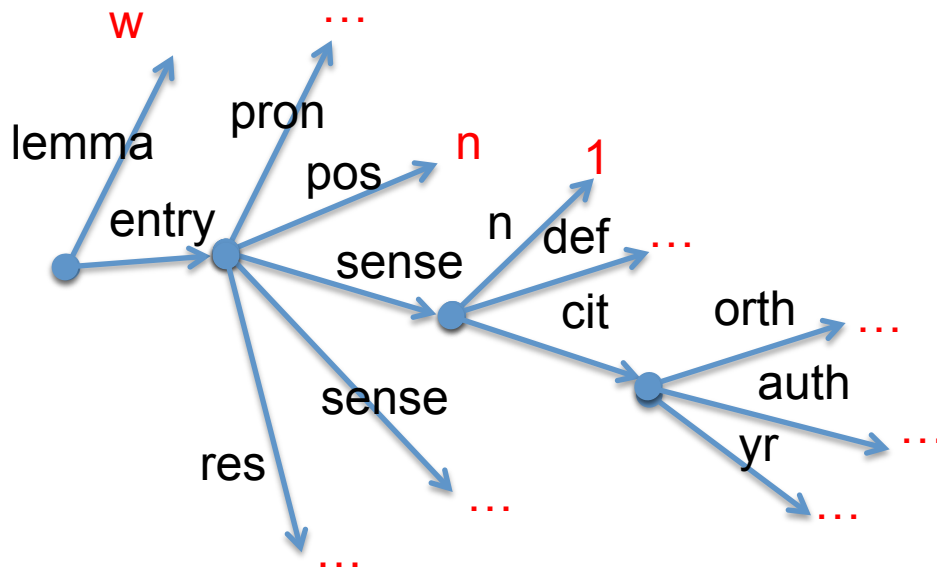 w
…
lemma
pron
pos
n
1
entry
n
def
…
sense
cit
orth
…
auth
sense
…
yr
res
…
…
…